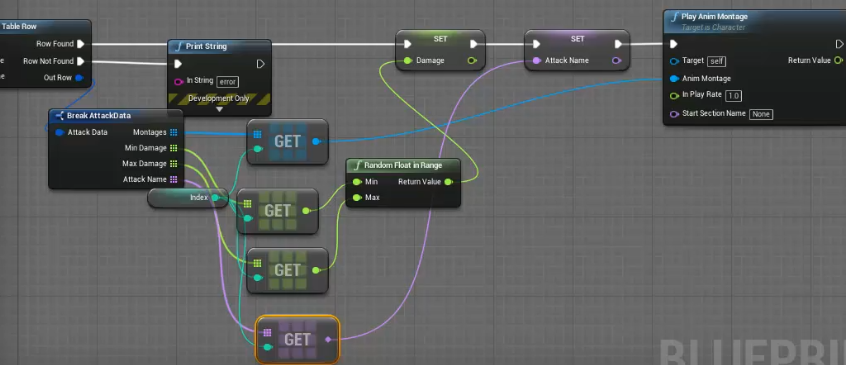 Table Row
Row Found
Row Not Found
Out Row
Print String
In String error
Development Only
SET
Damage
SET
Attack Name
Play Anim Montage
Target is Character
Target self
Return Value
Anim Montage
In Play Rate 1.0
Start Section Name None
Break AttackData
Attack Data
Montages
Min Damage
Max Damage
Attack Name
Index
GET
GET
GET
GET
Random Float in Range
Min
Return Value
Max
BLUEPRI